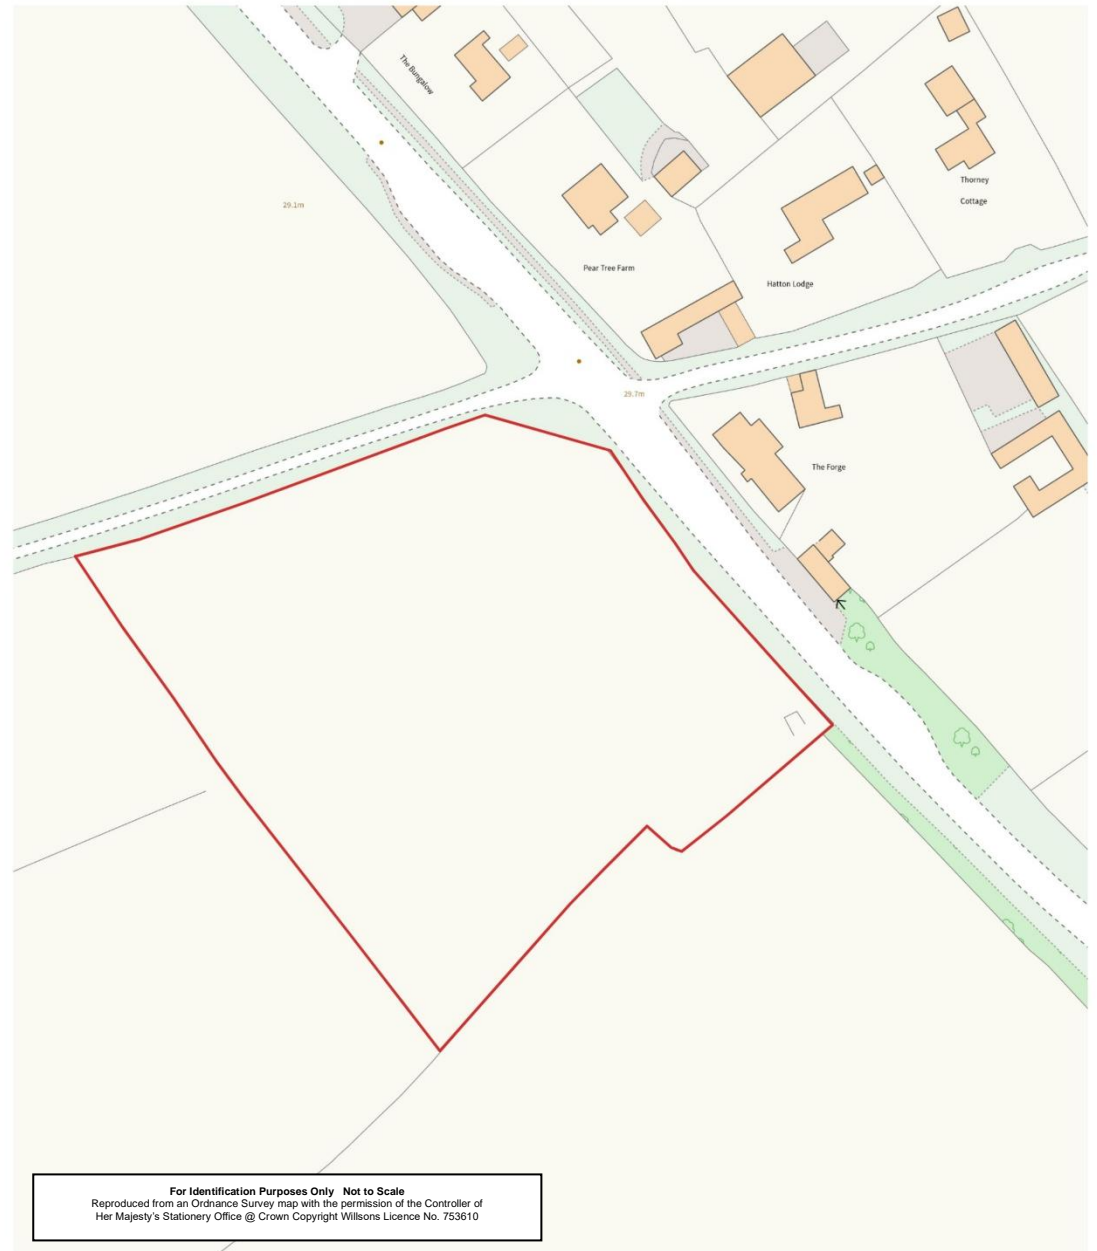 The Bungalow
Thorney
Cottage
29.1m
Pear Tree Farm
Hatton Lodge
29.7m
The Forge
For Identification Purposes Only   Not to Scale
Reproduced from an Ordnance Survey map with the permission of the Controller of
Her Majesty's Stationery Office @ Crown Copyright Willsons Licence No. 753610